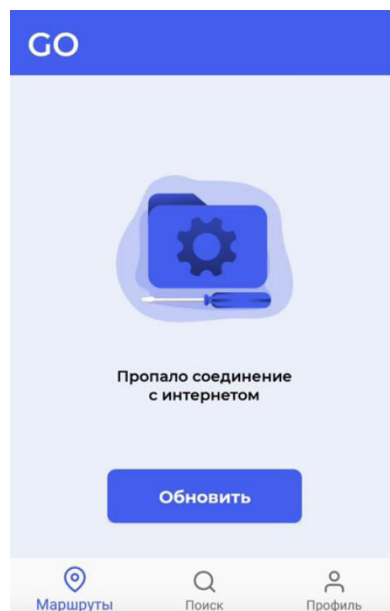 GO
Пропало соединение
с интернетом
Обновить
Маршруты
Поиск
Профиль